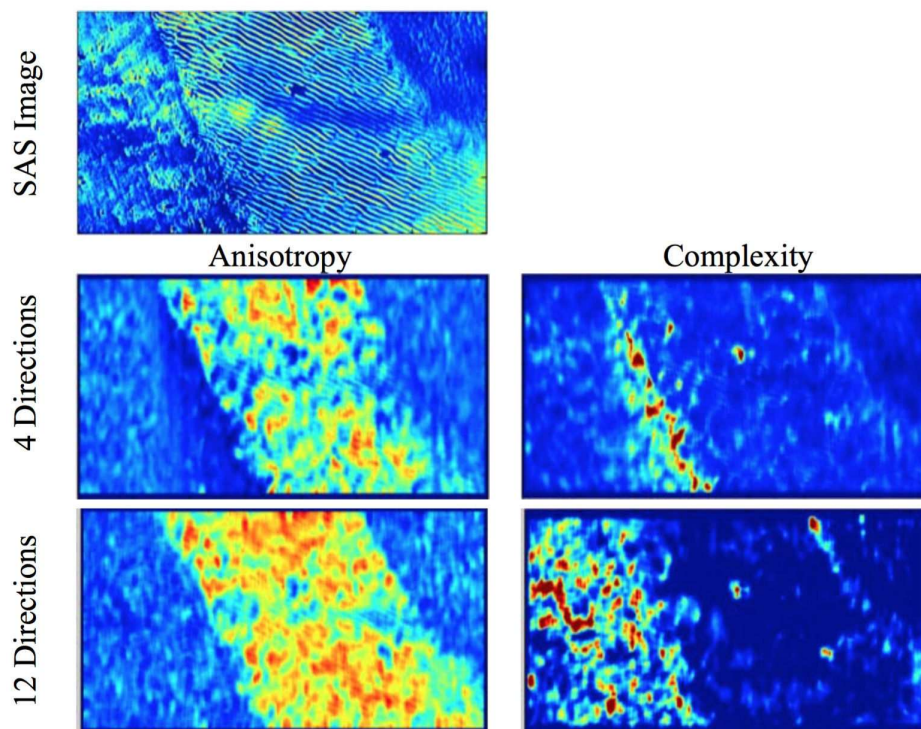 SAS Image
Anisotropy
Complexity
4 Directions
12 Directions